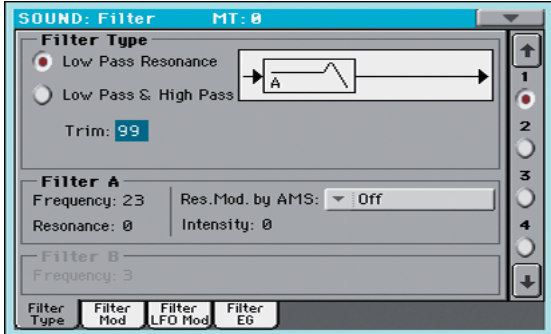 SOUND: Filter MT: 0
Filter Type
Low Pass Resonance
A
Low Pass & High Pass
Trim: 99
1
2
3
4
Filter A
Frequency: 23
Resonance: 0
Res.Mod. by AMS: Off
Intensity: 0
Filter B
Frequency: 3
Filter Type
Filter Mod
Filter LFO Mod
Filter EG